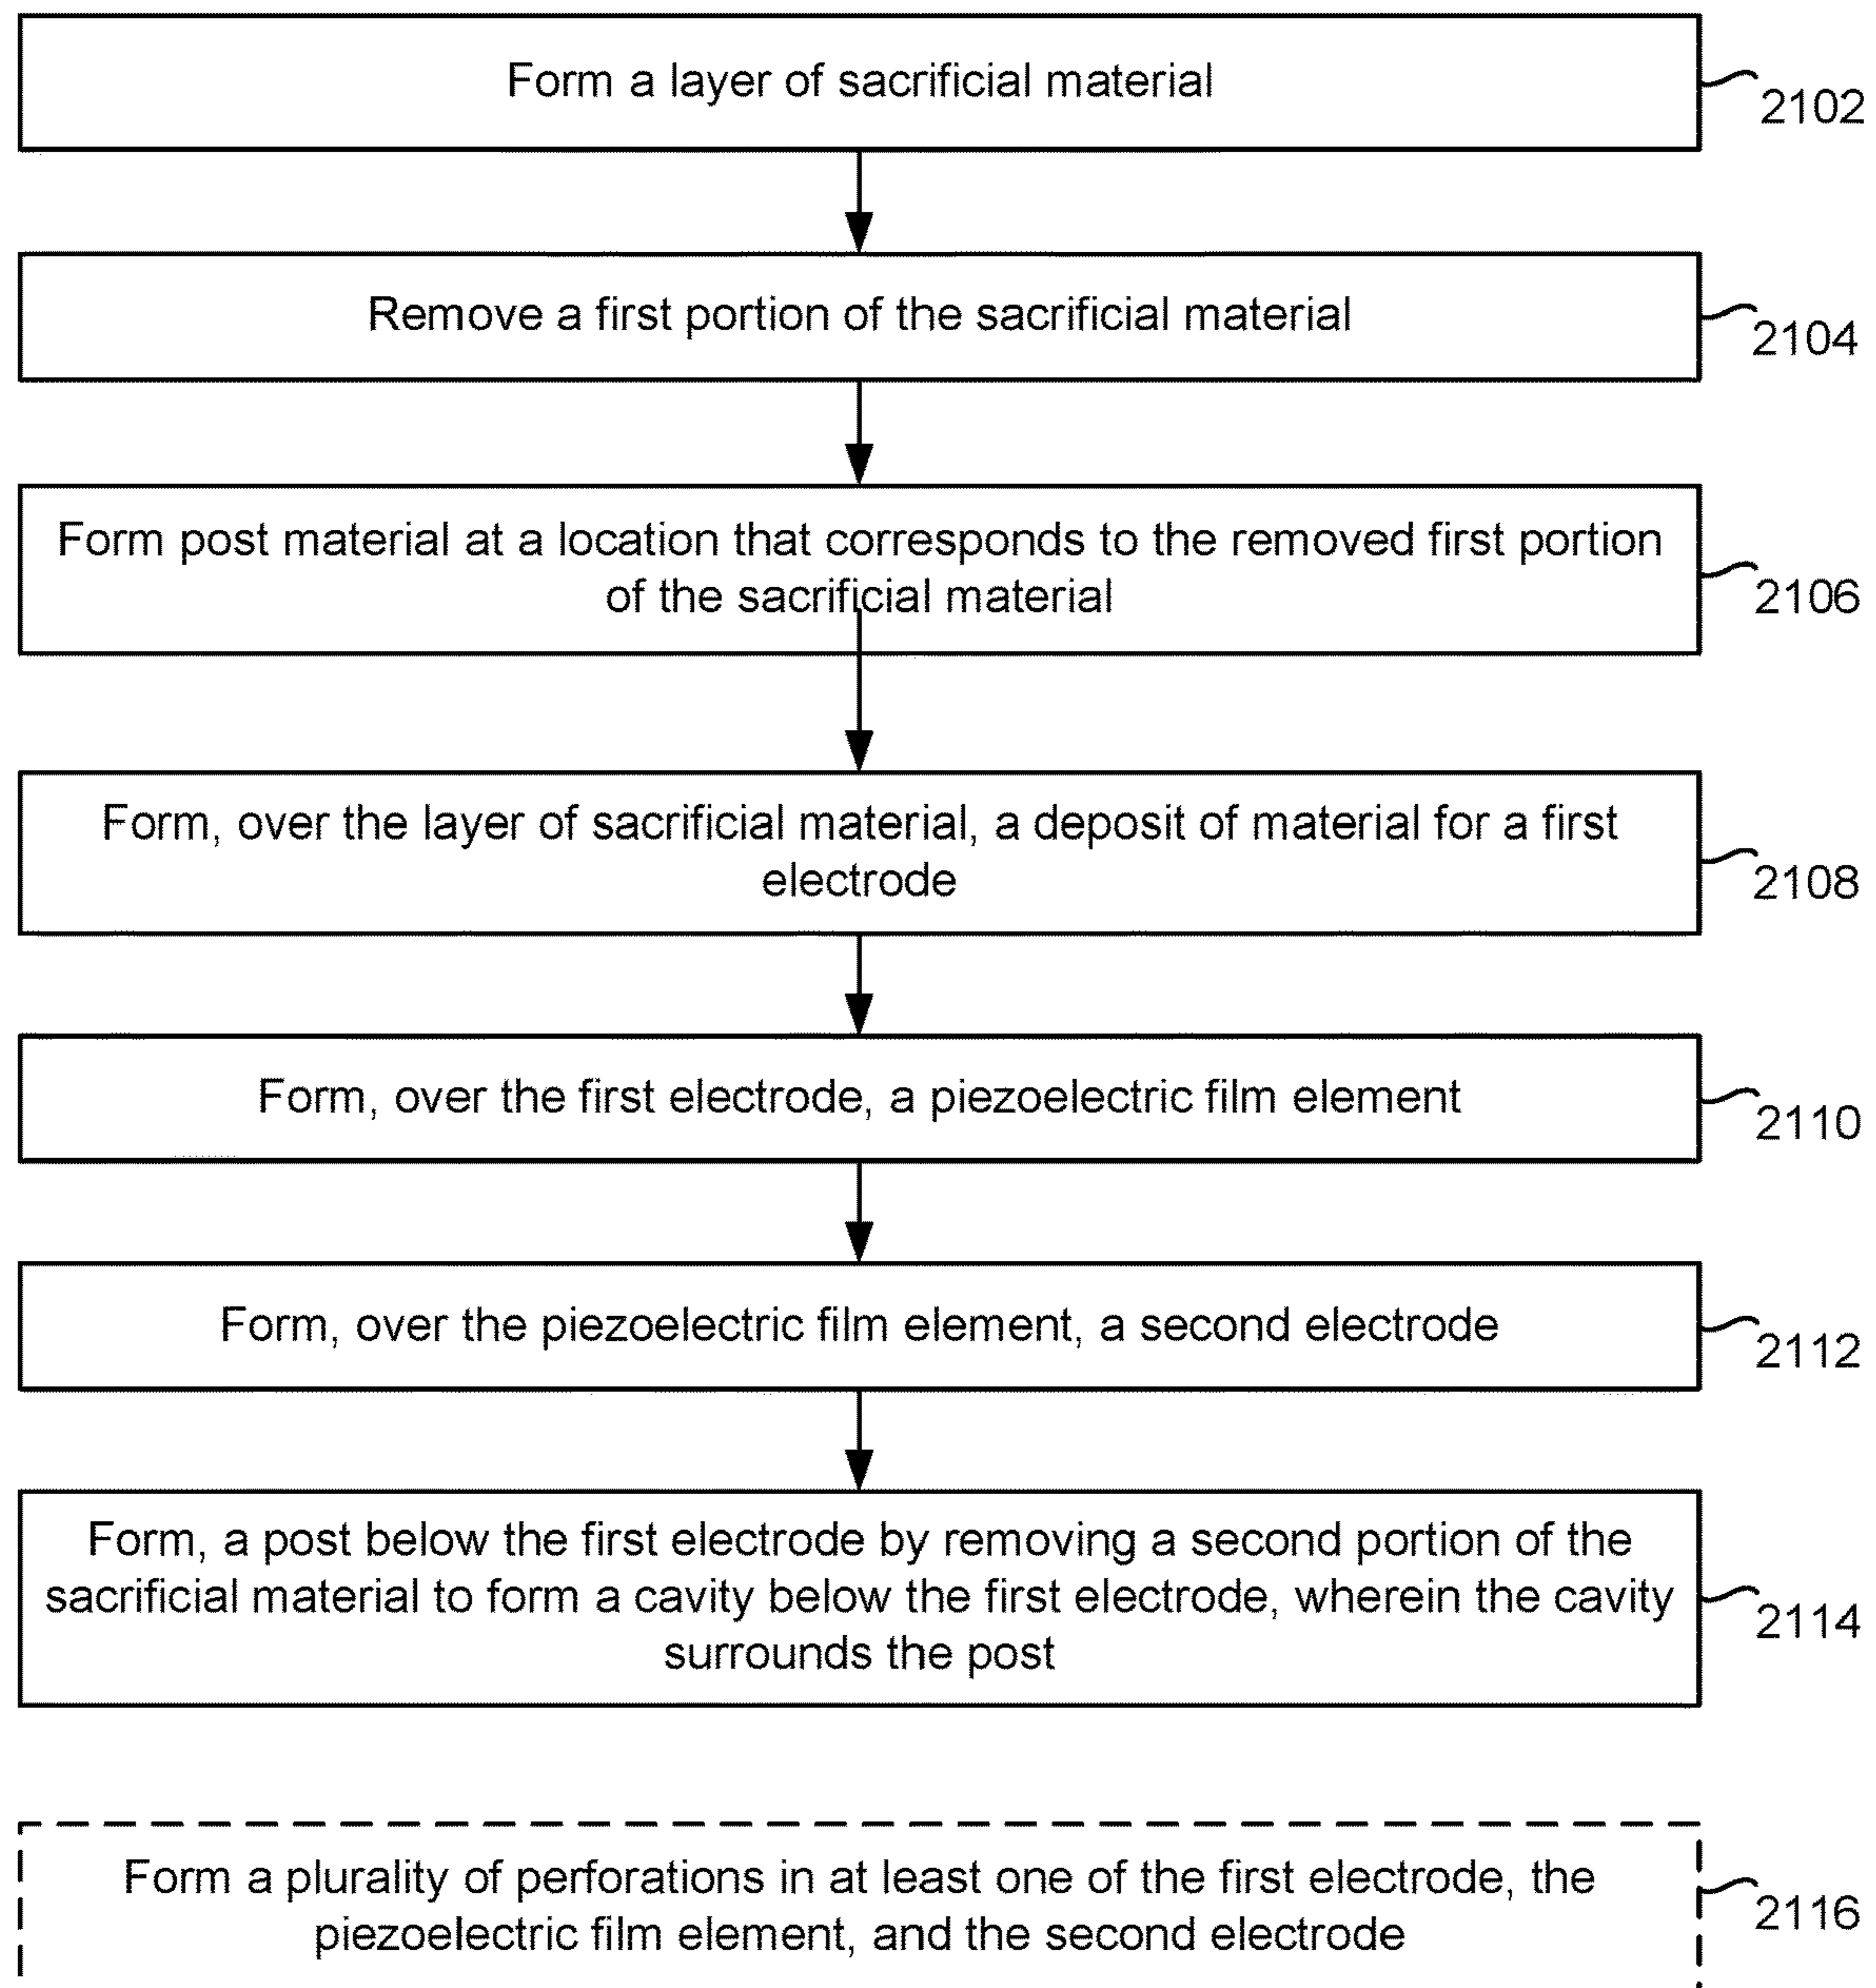 Form a layer of sacrificial material
2102
Remove a first portion of the sacrificial material
2104
Form post material at a location that corresponds to the removed first portion
of the sacrificial material
2106
Form, over the layer of sacrificial material, a deposit of material for a first
electrode
2108
Form, over the first electrode, a piezoelectric film element
2110
Form, over the piezoelectric film element, a second electrode
2112
Form, a post below the first electrode by removing a second portion of the
sacrificial material to form a cavity below the first electrode, wherein the cavity
surrounds the post
2114
Form a plurality of perforations in at least one of the first electrode, the
piezoelectric film element, and the second electrode
2116